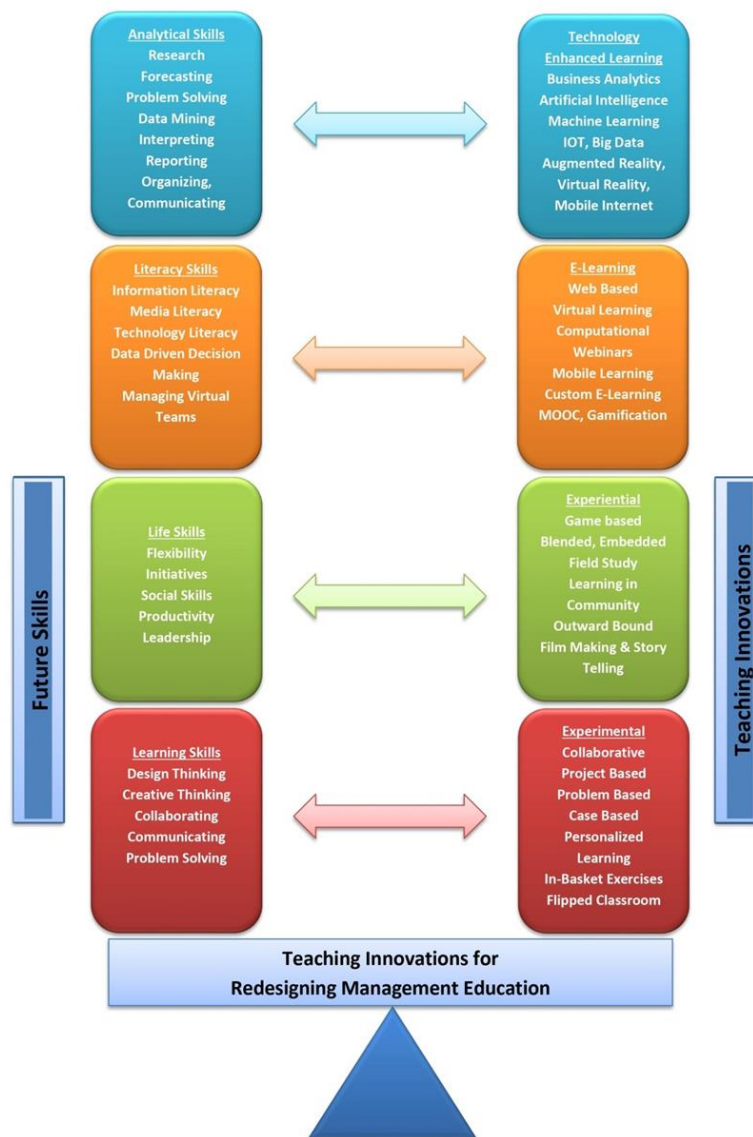 Analytical Skills
Research
Forecasting
Problem Solving
Data Mining
Interpreting
Reporting
Organizing,
Communicating
Technology
Enhanced Learning
Business Analytics
Artificial Intelligence
Machine Learning
IOT, Big Data
Augmented Reality,
Virtual Reality,
Mobile Internet
Literacy Skills
Information Literacy
Media Literacy
Technology Literacy
Data Driven Decision
Making
Managing Virtual
Teams
E-Learning
Web Based
Virtual Learning
Computational
Webinars
Mobile Learning
Custom E-Learning
MOOC, Gamification
Future Skills
Life Skills
Flexibility
Initiatives
Social Skills
Productivity
Leadership
Experiential
Game based
Blended, Embedded
Field Study
Learning in
Community
Outward Bound
Film Making & Story
Telling
Teaching Innovations
Learning Skills
Design Thinking
Creative Thinking
Collaborating
Communicating
Problem Solving
Experimental
Collaborative
Project Based
Problem Based
Case Based
Personalized
Learning
In-Basket Exercises
Flipped Classroom
Teaching Innovations for
Redesigning Management Education